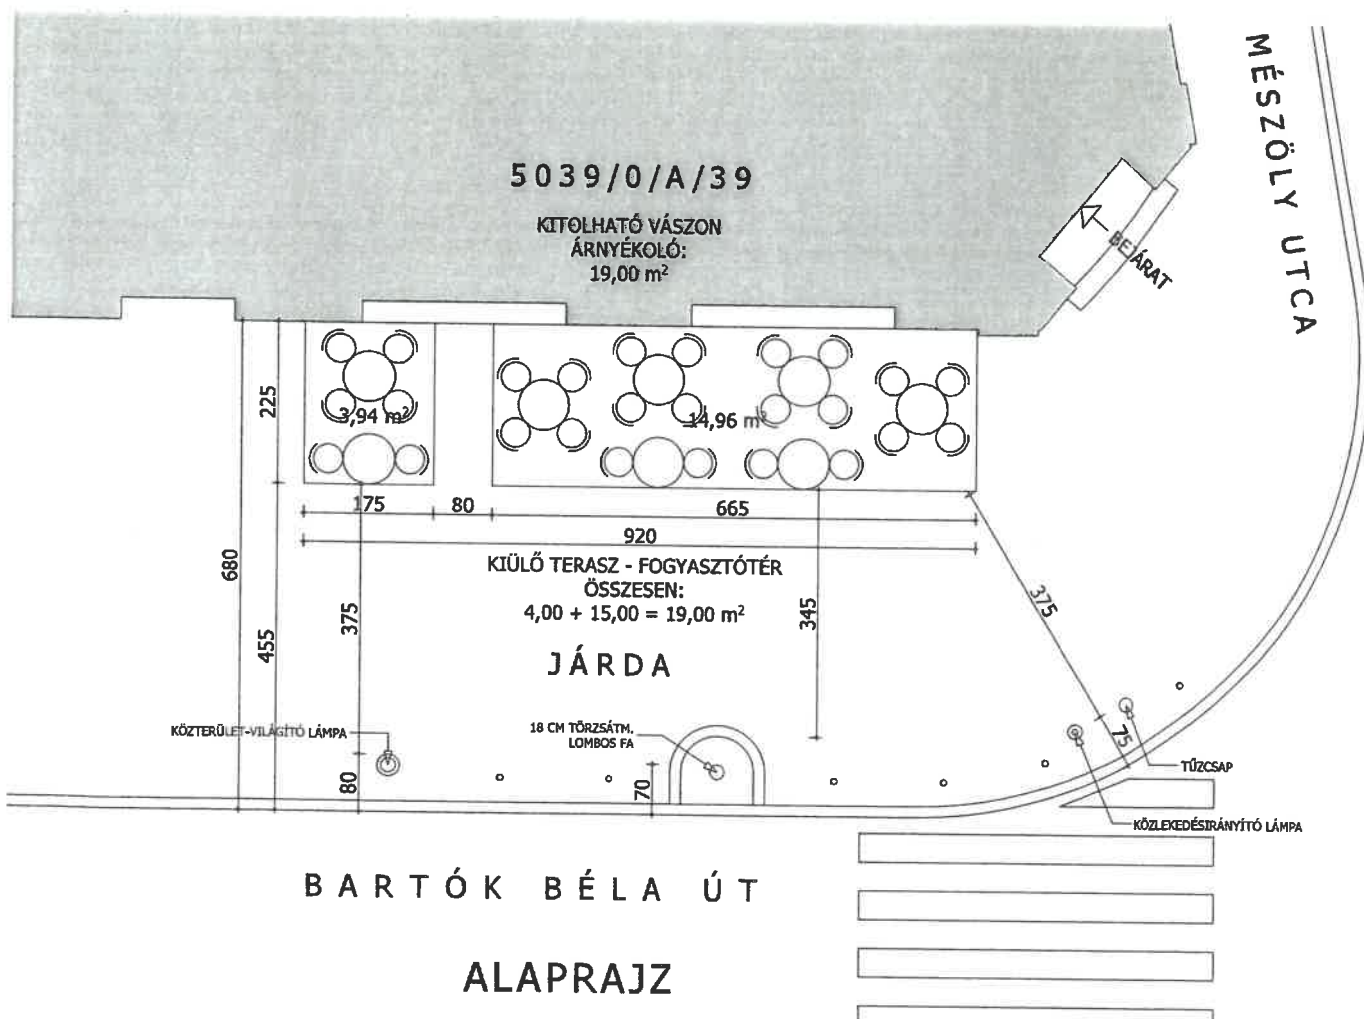 MÉSZÖLY UTCA
5039/0/A/39
KITOLHATÓ VÁSZON
ÁRNYÉKOLÓ:
19,00 m²
BEJÁRAT
225
3,94 m²
14,96 m²
175
80
665
920
680
455
375
KIÜLŐ TERASZ - FOGYASZTÓTÉR
ÖSSZESEN:
4,00 + 15,00 = 19,00 m²
345
375
JÁRDA
KÖZTERÜLET-VILÁGÍTÓ LÁMPA
18 CM TÖRZSÁTM.
LOMBOS FA
80
70
75
TŰZCSAP
KÖZLEKEDÉSIRÁNYÍTÓ LÁMPA
BARTÓK BÉLA ÚT
ALAPRAJZ